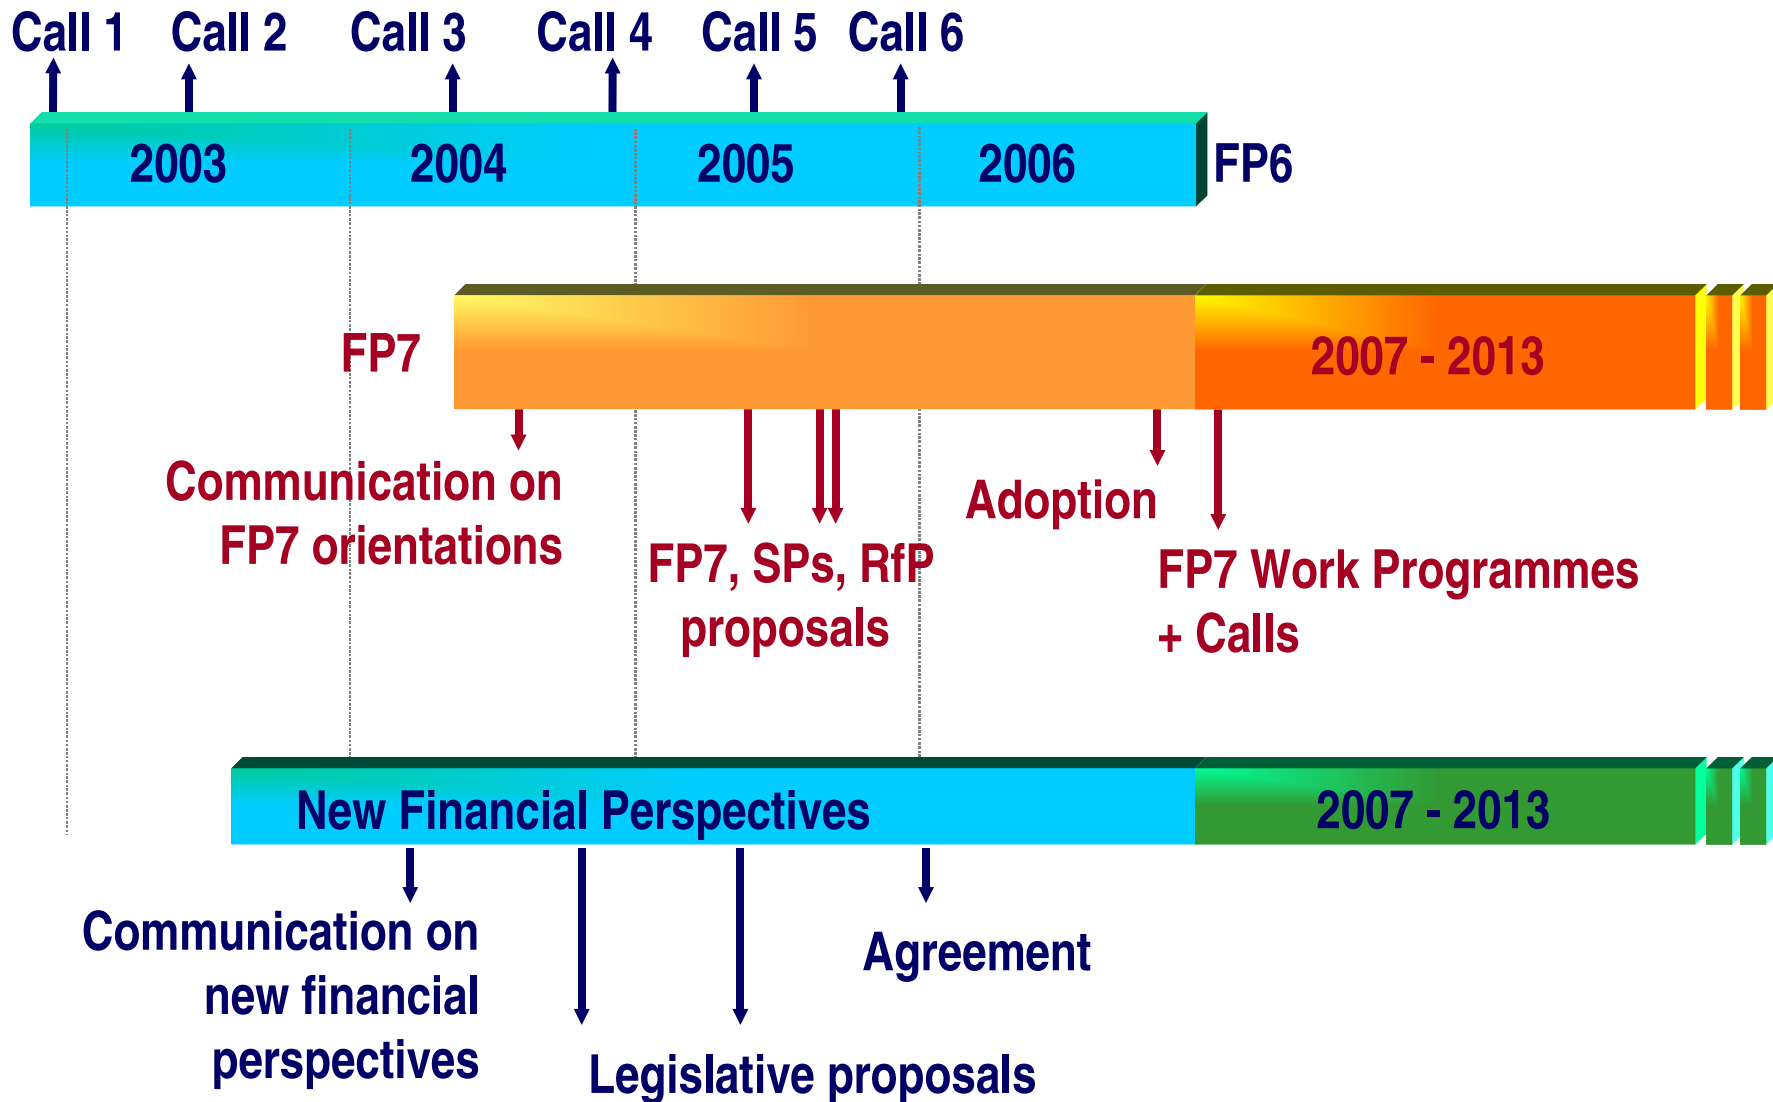 Call 1 Call 2 Call 3 Call 4 Call 5 Call 6
2003 2004 2005 2006 FP6
FP7 2007 - 2013
Communication on
FP7 orientations
FP7, SPs, RfP
proposals
Adoption
FP7 Work Programmes
+ Calls
New Financial Perspectives 2007 - 2013
Communication on
new financial
perspectives
Legislative proposals
Agreement